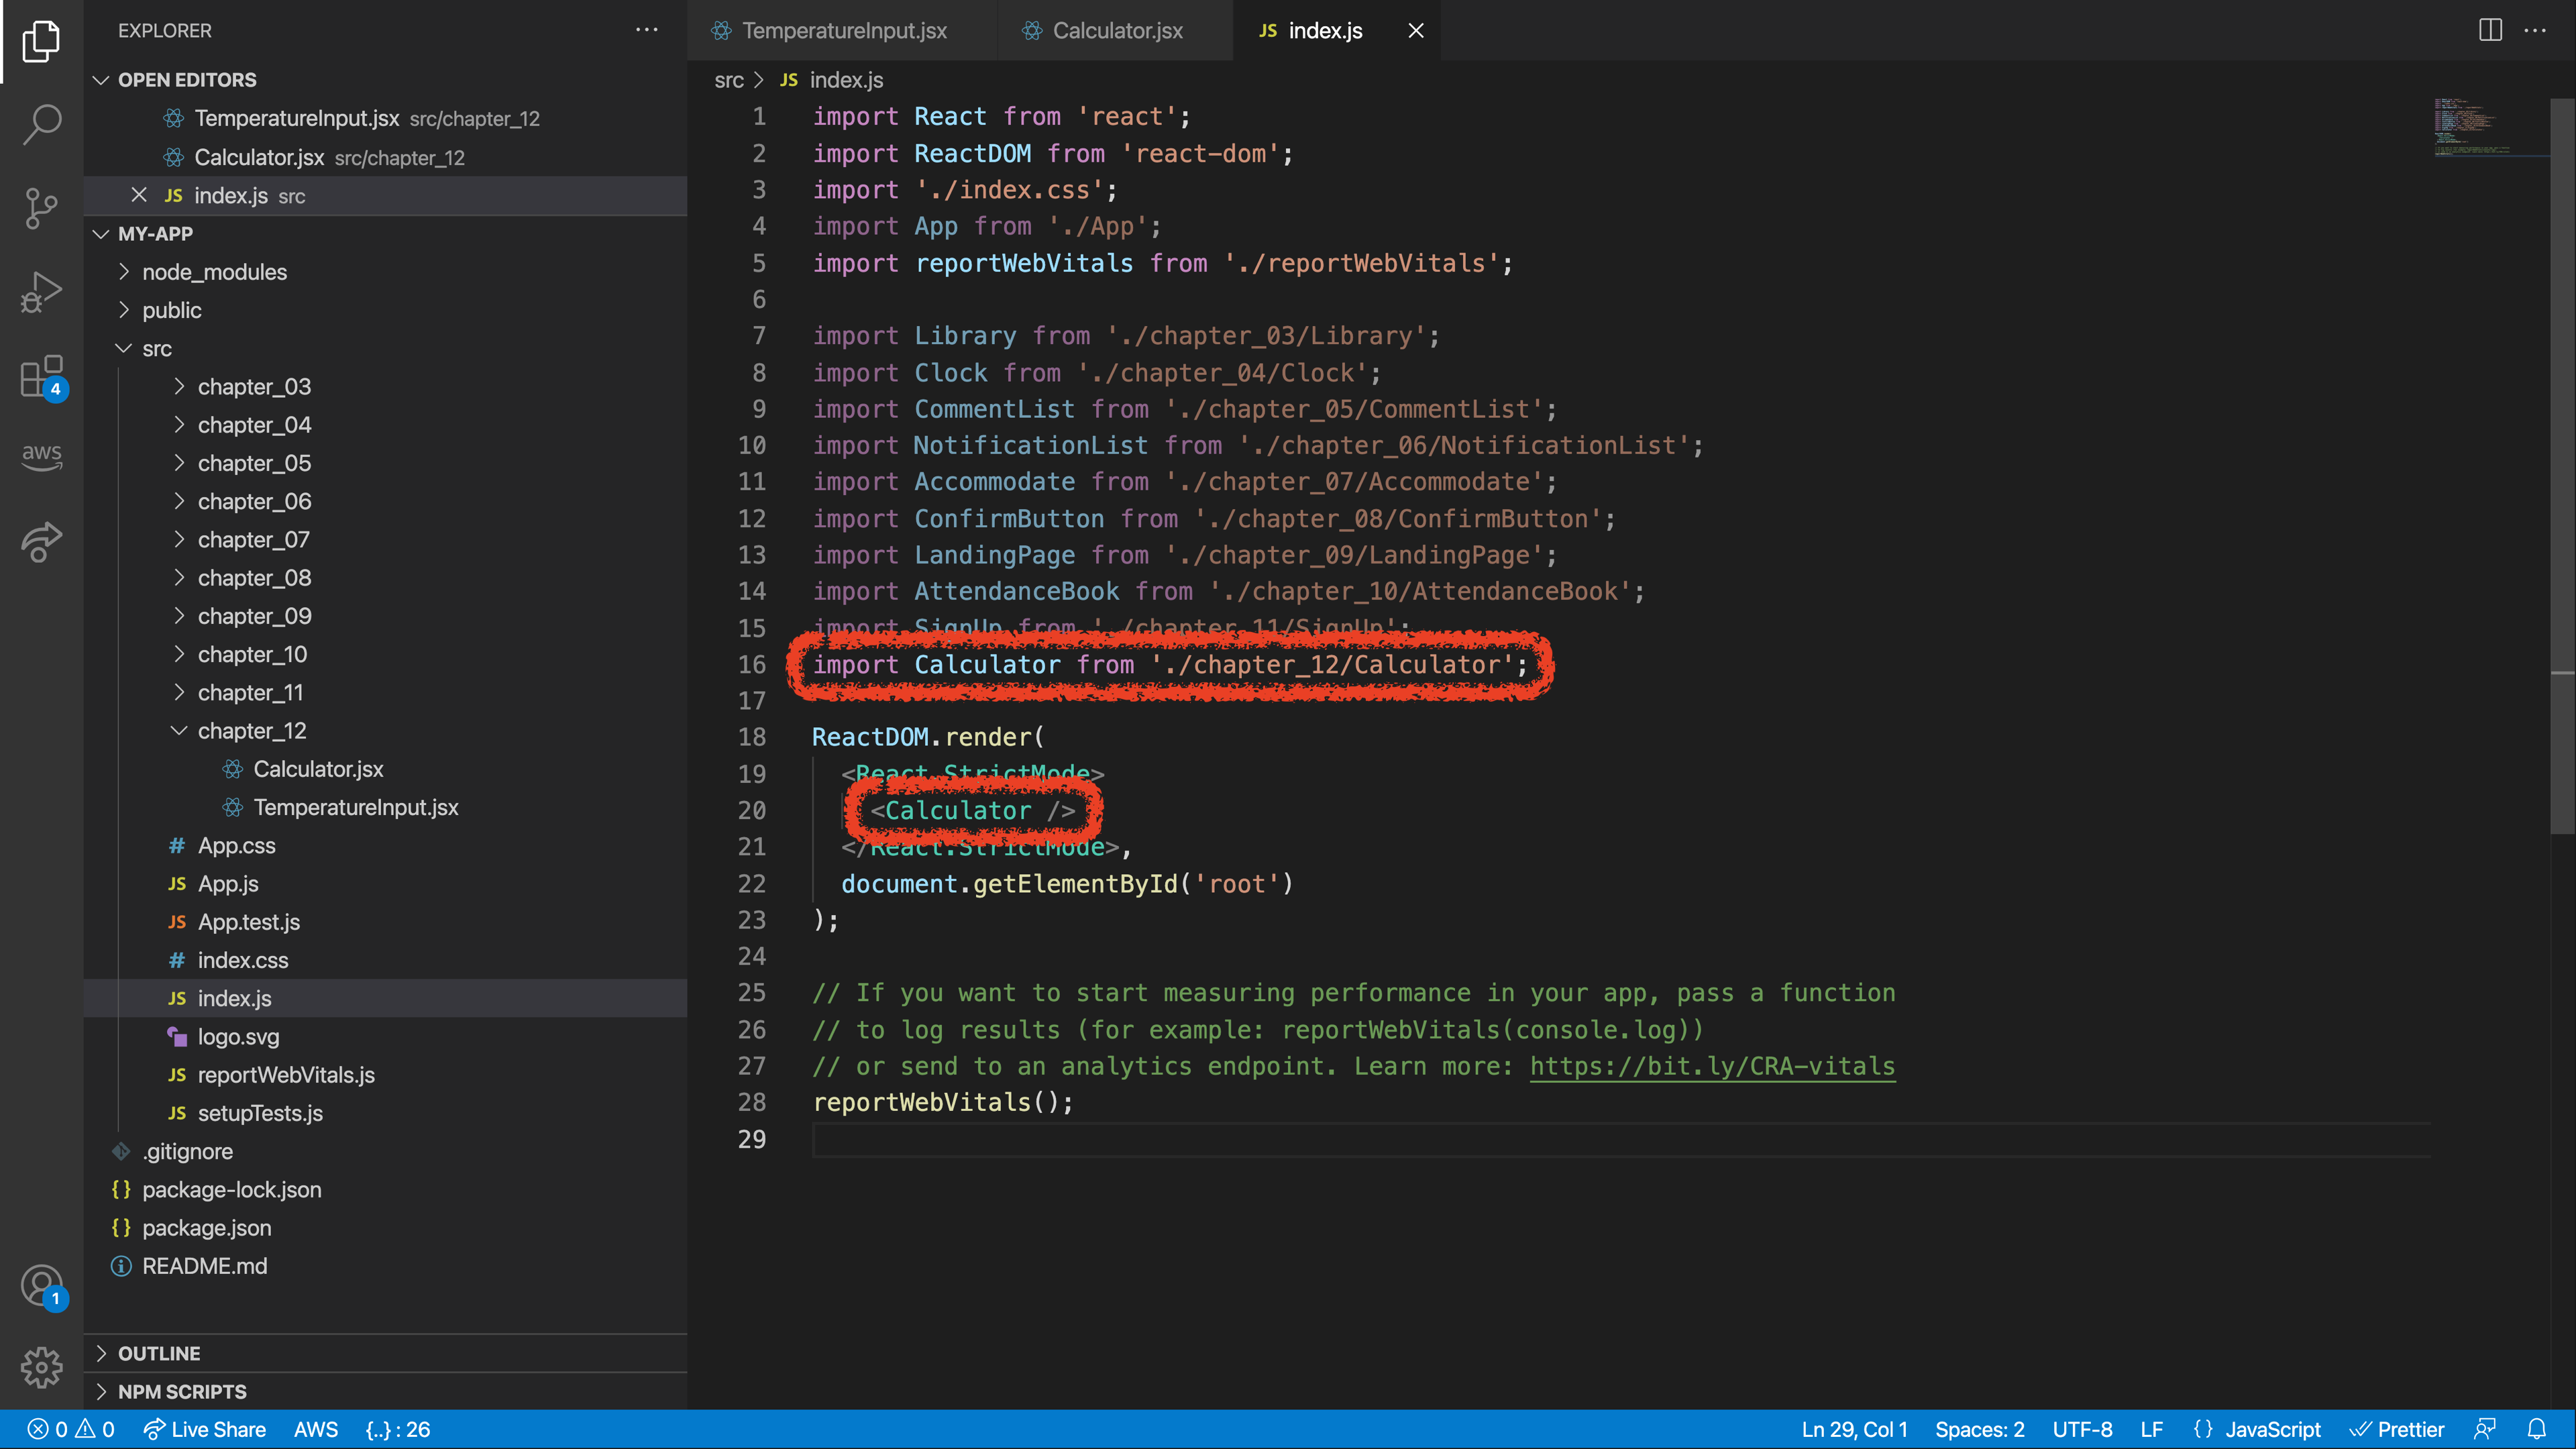 EXPLORER
OPEN EDITORS
TemperatureInput.jsx src/chapter_12
Calculator.jsx src/chapter_12
JS index.js src
MY-APP
node_modules
public
src
chapter_03
chapter_04
chapter_05
chapter_06
chapter_07
chapter_08
chapter_09
chapter_10
chapter_11
chapter_12
Calculator.jsx
TemperatureInput.jsx
# App.css
JS App.js
JS App.test.js
# index.css
JS index.js
logo.svg
JS reportWebVitals.js
JS setupTests.js
.gitignore
{} package-lock.json
{} package.json
README.md
OUTLINE
NPM SCRIPTS
4
aws
1
TemperatureInput.jsx Calculator.jsx JS index.js
src > JS index.js
1 import React from 'react';
2 import ReactDOM from 'react-dom';
3 import './index.css';
4 import App from './App';
5 import reportWebVitals from './reportWebVitals';
6
7 import Library from './chapter_03/Library';
8 import Clock from './chapter_04/Clock';
9 import CommentList from './chapter_05/CommentList';
10 import NotificationList from './chapter_06/NotificationList';
11 import Accommodate from './chapter_07/Accommodate';
12 import ConfirmButton from './chapter_08/ConfirmButton';
13 import LandingPage from './chapter_09/LandingPage';
14 import AttendanceBook from './chapter_10/AttendanceBook';
15 import SignUp from './chapter_11/SignUp';
16 import Calculator from './chapter_12/Calculator';
17
18 ReactDOM.render(
19 <React.StrictMode>
20 <Calculator />
21 </React.StrictMode>,
22 document.getElementById('root')
23 );
24
25 // If you want to start measuring performance in your app, pass a function
26 // to log results (for example: reportWebVitals(console.log))
27 // or send to an analytics endpoint. Learn more: https://bit.ly/CRA-vitals
28 reportWebVitals();
29
0 0 Live Share AWS {..} : 26 Ln 29, Col 1 Spaces: 2 UTF-8 LF {} JavaScript Prettier